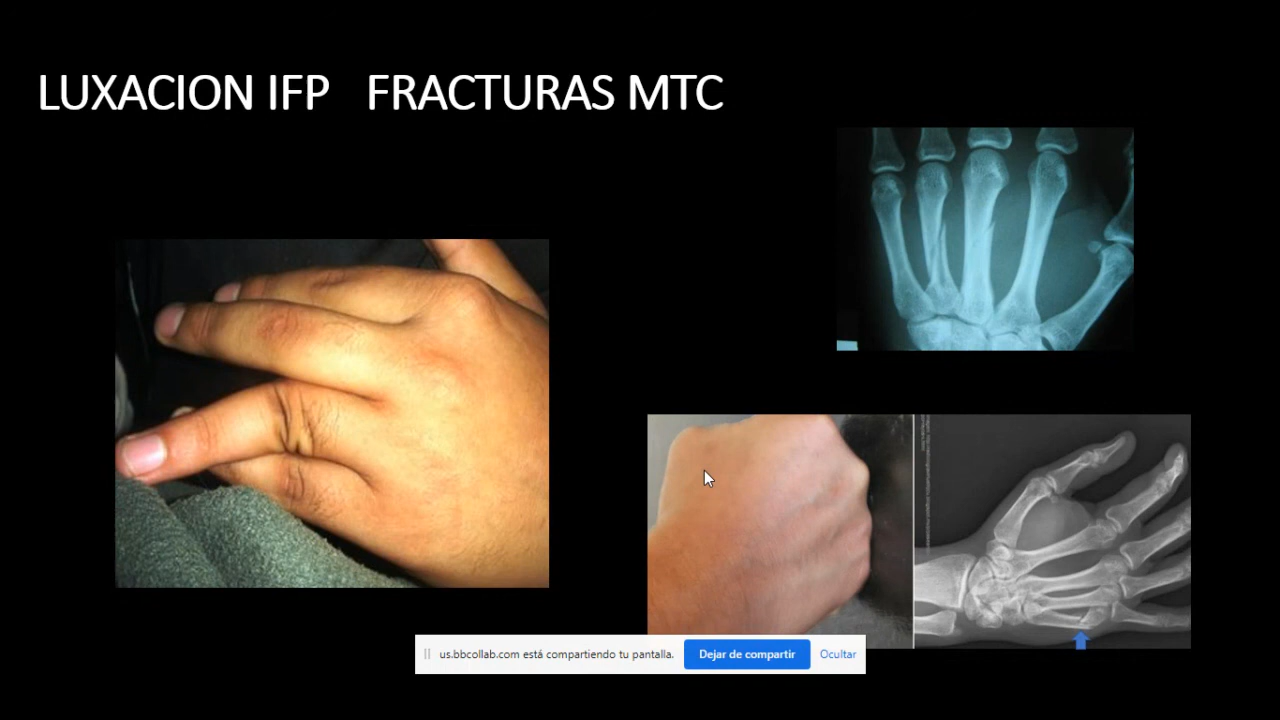 LUXACION IFP FRACTURAS MTC
us.bbcollab.com está compartiendo tu pantalla. Dejar de compartir Ocultar